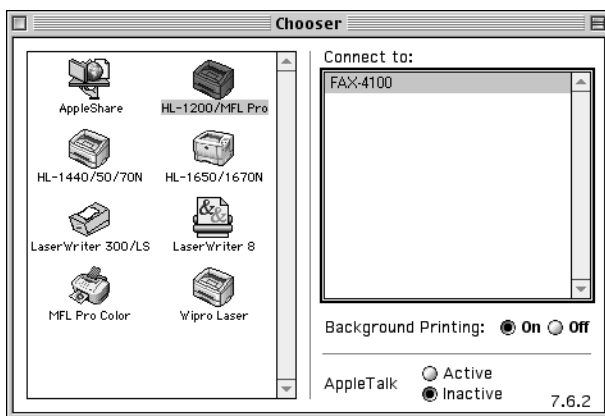 Chooser
AppleShare
HL-1200/MFL Pro
HL-1440/50/70N
HL-1650/1670N
LaserWriter 300/LS
LaserWriter 8
MFL Pro Color
Wipro Laser
Connect to:
FAX-4100
Background Printing: On Off
AppleTalk
Active
Inactive
7.6.2